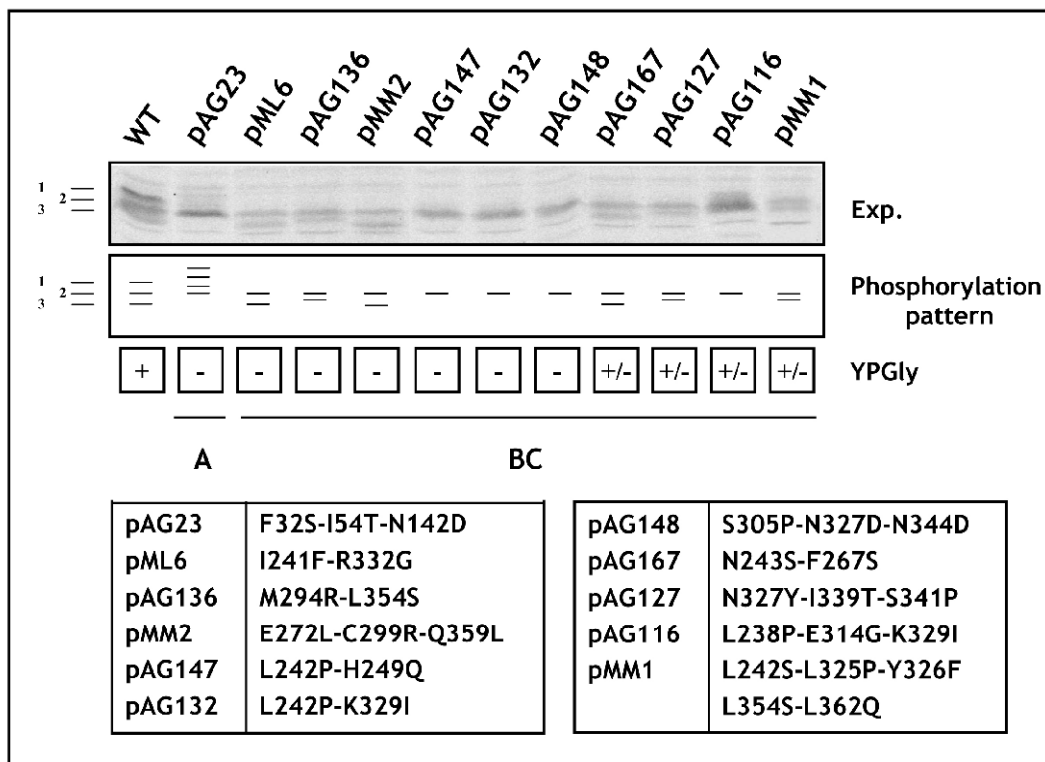 WT pAG23 pML6 pAG136 pMM2 pAG147 pAG132 pAG148 pAG167 pAG127 pAG116 pMM1
1
2
3
Exp.
1
2
3
Phosphorylation
pattern
+ - - - - - - - +/- +/- +/- +/- YPGly
A BC
pAG23 F32S-I54T-N142D
pML6 I241F-R332G
pAG136 M294R-L354S
pMM2 E272L-C299R-Q359L
pAG147 L242P-H249Q
pAG132 L242P-K329I
pAG148 S305P-N327D-N344D
pAG167 N243S-F267S
pAG127 N327Y-I339T-S341P
pAG116 L238P-E314G-K329I
pMM1 L242S-L325P-Y326F
L354S-L362Q